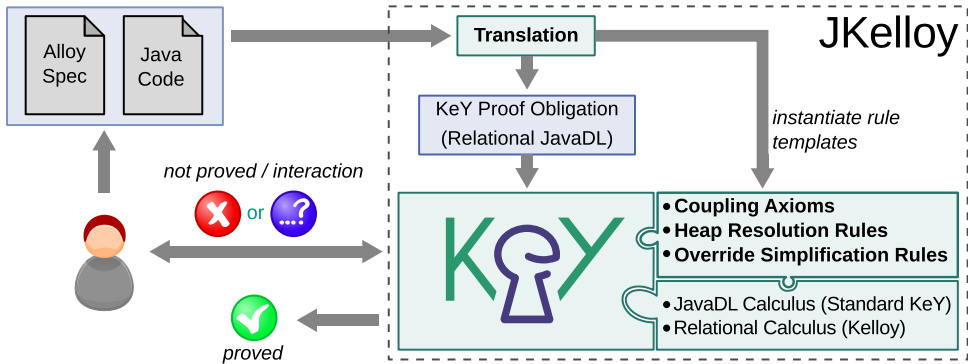 JKelloy
Alloy
Spec
Java
Code
Translation
KeY Proof Obligation
(Relational JavaDL)
instantiate rule
templates
not proved / interaction
or
....?
KeY
• Coupling Axioms
• Heap Resolution Rules
• Override Simplification Rules
• JavaDL Calculus (Standard KeY)
• Relational Calculus (Kelloy)
proved